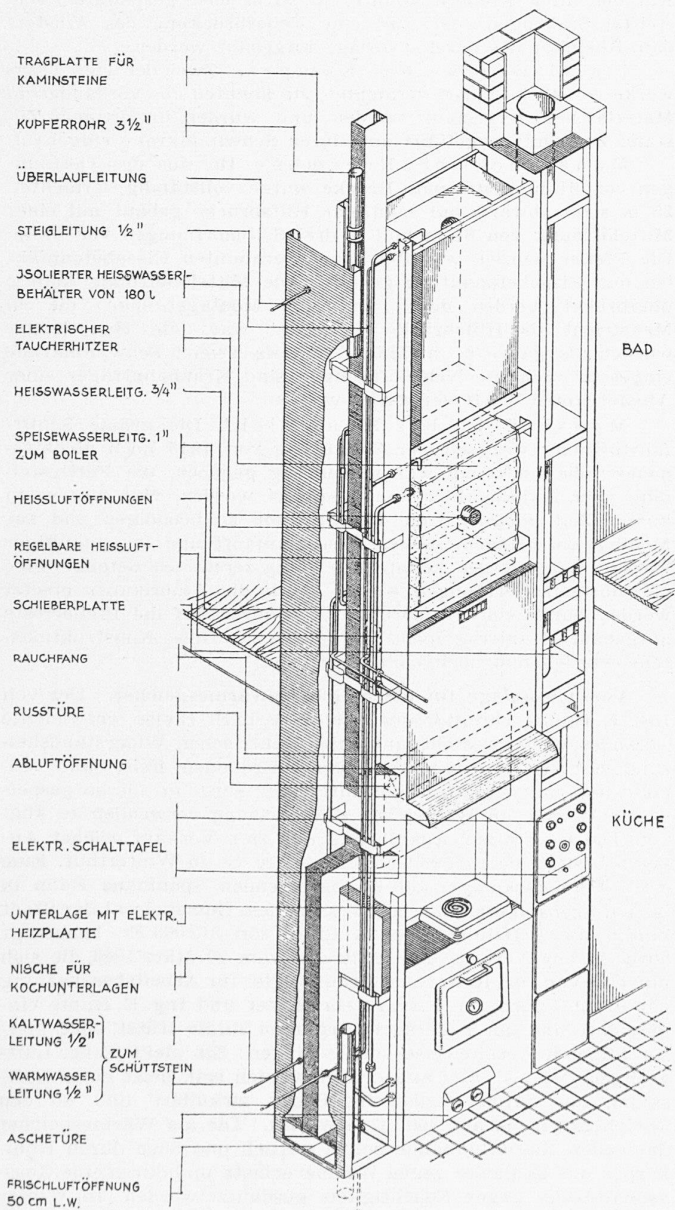 TRAGPLATTE FÜR
KAMINSTEINE
KUPFERROHR 3½"
ÜBERLAUFLEITUNG
STEIGLEITUNG ½"
JSOLIERTER HEISSWASSER-
BEHÄLTER VON 180 l
ELEKTRISCHER
TAUCHERHITZER
BAD
HEISSWASSERLEITG. ¾"
SPEISEWASSERLEITG. 1"
ZUM BOILER
HEISSLUFTÖFFNUNGEN
REGELBARE HEISSLUFT-
ÖFFNUNGEN
SCHIEBERPLATTE
RAUCHFANG
RUSSTÜRE
ABLUFTÖFFNUNG
KÜCHE
ELEKTR. SCHALTTAFEL
UNTERLAGE MIT ELEKTR.
HEIZPLATTE
NISCHE FÜR
KOCHUNTERLAGEN
KALTWASSER-
LEITUNG ½"
ZUM
SCHÜTTSTEIN
WARMWASSER
LEITUNG ½"
ASCHETÜRE
FRISCHLUFTÖFFNUNG
50 cm L.W.